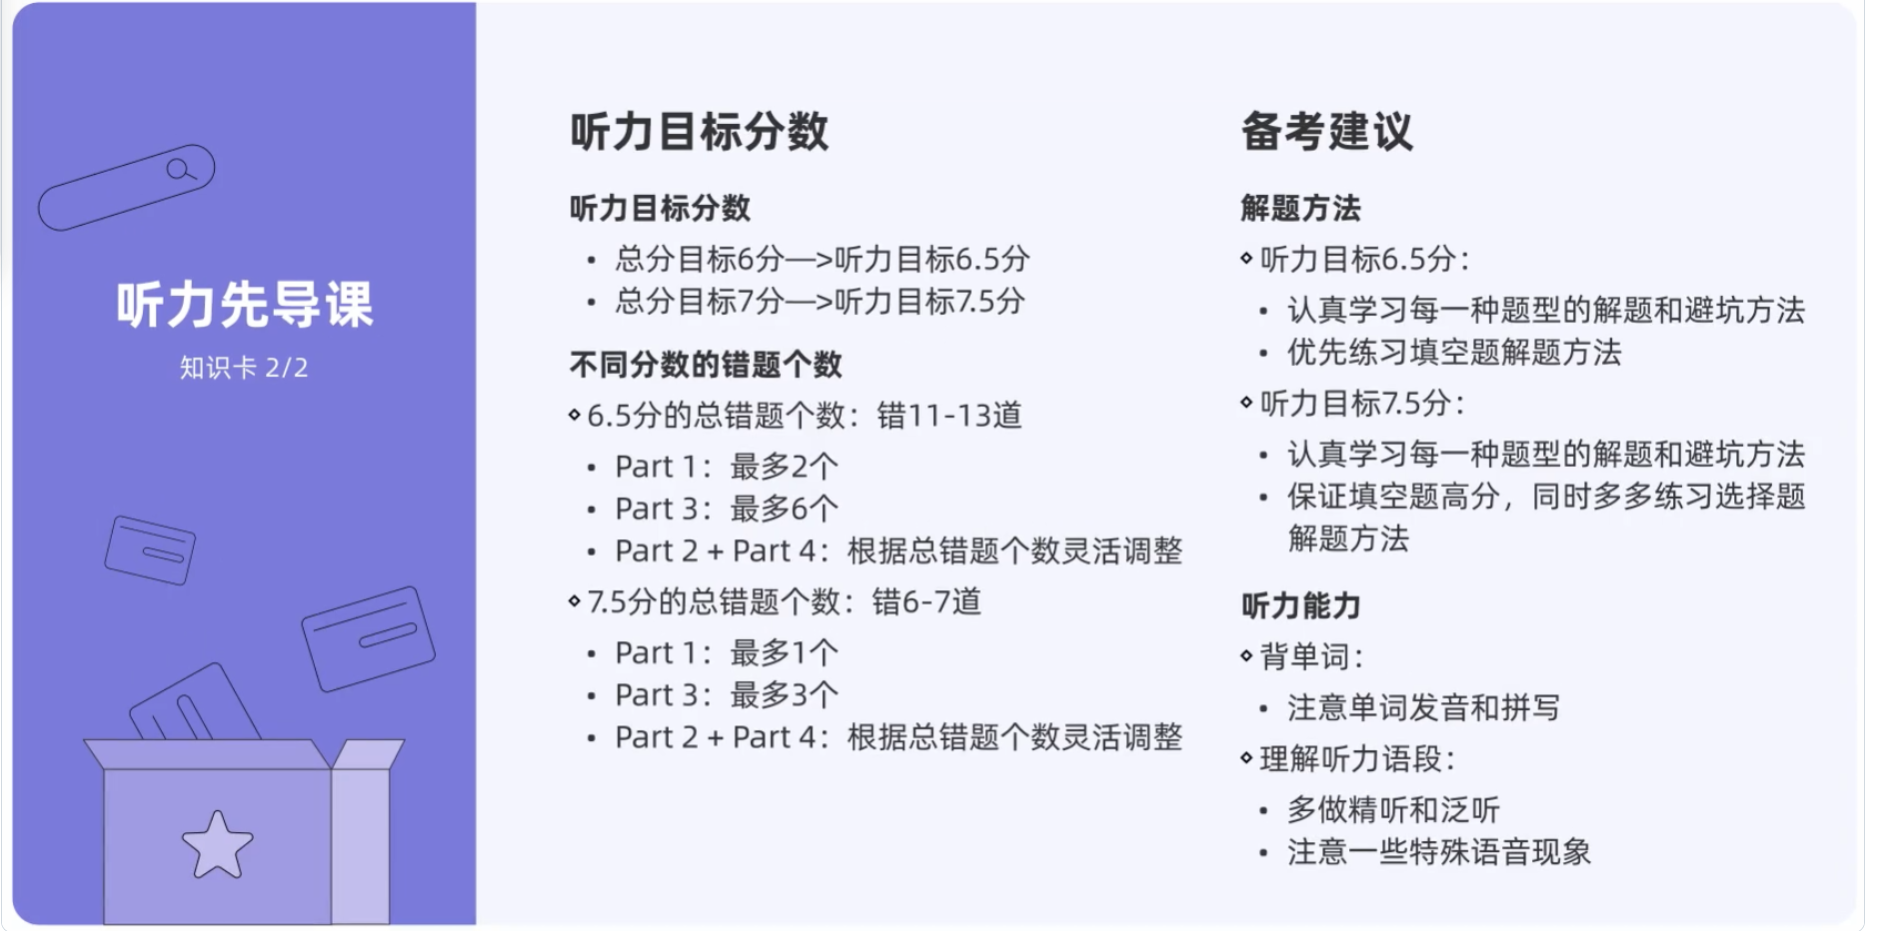 听力先导课
知识卡 2/2
听力目标分数
听力目标分数
• 总分目标6分—>听力目标6.5分
• 总分目标7分—>听力目标7.5分
不同分数的错题个数
⋄6.5分的总错题个数：错11-13道
• Part 1：最多2个
• Part 3：最多6个
• Part 2 + Part 4：根据总错题个数灵活调整
⋄7.5分的总错题个数：错6-7道
• Part 1：最多1个
• Part 3：最多3个
• Part 2 + Part 4：根据总错题个数灵活调整
备考建议
解题方法
⋄听力目标6.5分：
• 认真学习每一种题型的解题和避坑方法
• 优先练习填空题解题方法
⋄听力目标7.5分：
• 认真学习每一种题型的解题和避坑方法
• 保证填空题高分，同时多多练习选择题
解题方法
听力能力
⋄背单词：
• 注意单词发音和拼写
⋄理解听力语段：
• 多做精听和泛听
• 注意一些特殊语音现象